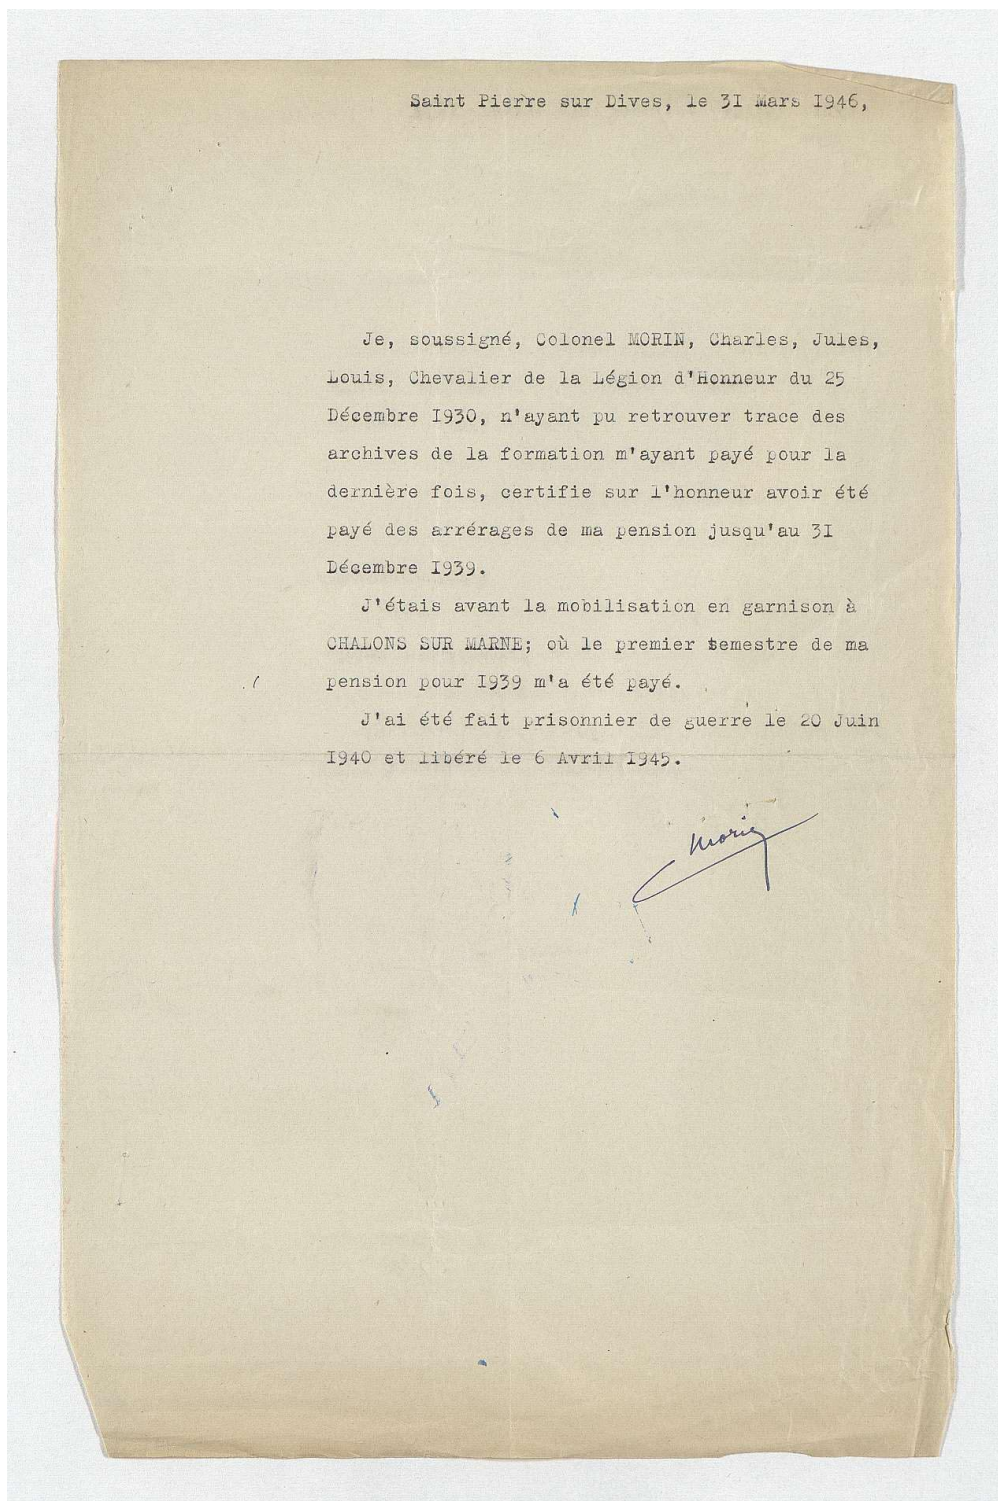 Saint Pierre sur Dives, le 3I Mars I946,
Je, soussigné, Colonel MORIN, Charles, Jules,
Louis, Chevalier de la Légion d'Honneur du 25
Décembre I930, n'ayant pu retrouver trace des
archives de la formation m'ayant payé pour la
dernière fois, certifie sur l'honneur avoir été
payé des arrérages de ma pension jusqu'au 3I
Décembre I939.
J'étais avant la mobilisation en garnison à
CHALONS SUR MARNE; où le premier semestre de ma
pension pour I939 m'a été payé.
J'ai été fait prisonnier de guerre le 20 Juin
I940 et libéré le 6 Avril I945.
Morin